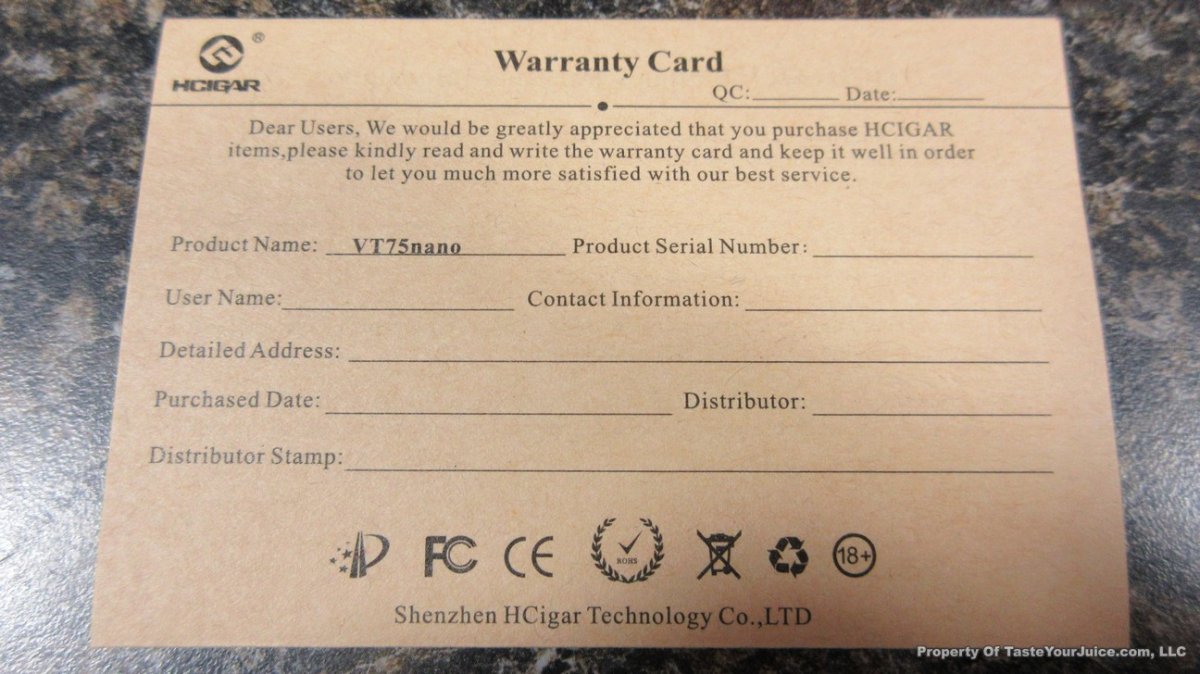 HCIGAR ®
Warranty Card
QC:________ Date:________
Dear Users, We would be greatly appreciated that you purchase HCIGAR
items,please kindly read and write the warranty card and keep it well in order
to let you much more satisfied with our best service.
Product Name: VT75nano Product Serial Number:
User Name: Contact Information:
Detailed Address:
Purchased Date: Distributor:
Distributor Stamp:
FC CE ROHS 18+
Shenzhen HCigar Technology Co.,LTD
Property Of TasteYourJuice.com, LLC